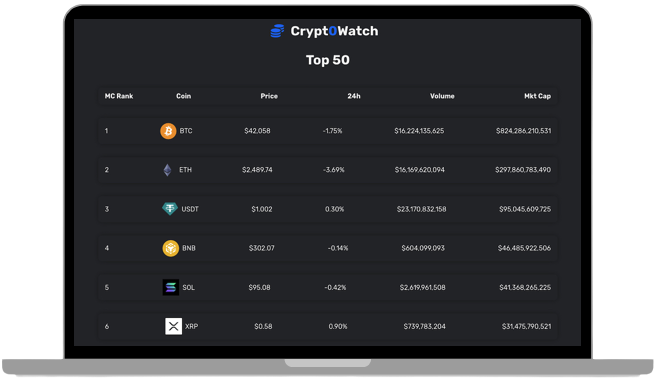 Crypt0Watch
Top 50
MC Rank Coin Price 24h Volume Mkt Cap
1 BTC $42,058 -1.75% $16,224,135,625 $824,286,210,531
2 ETH $2,489.74 -3.69% $16,169,620,094 $297,860,783,490
3 USDT $1.002 0.30% $23,170,832,158 $95,045,609,725
4 BNB $302.07 -0.14% $604,099,093 $46,485,922,506
5 SOL $95.08 -0.42% $2,619,961,508 $41,368,265,225
6 XRP $0.58 0.90% $739,783,204 $31,475,790,521